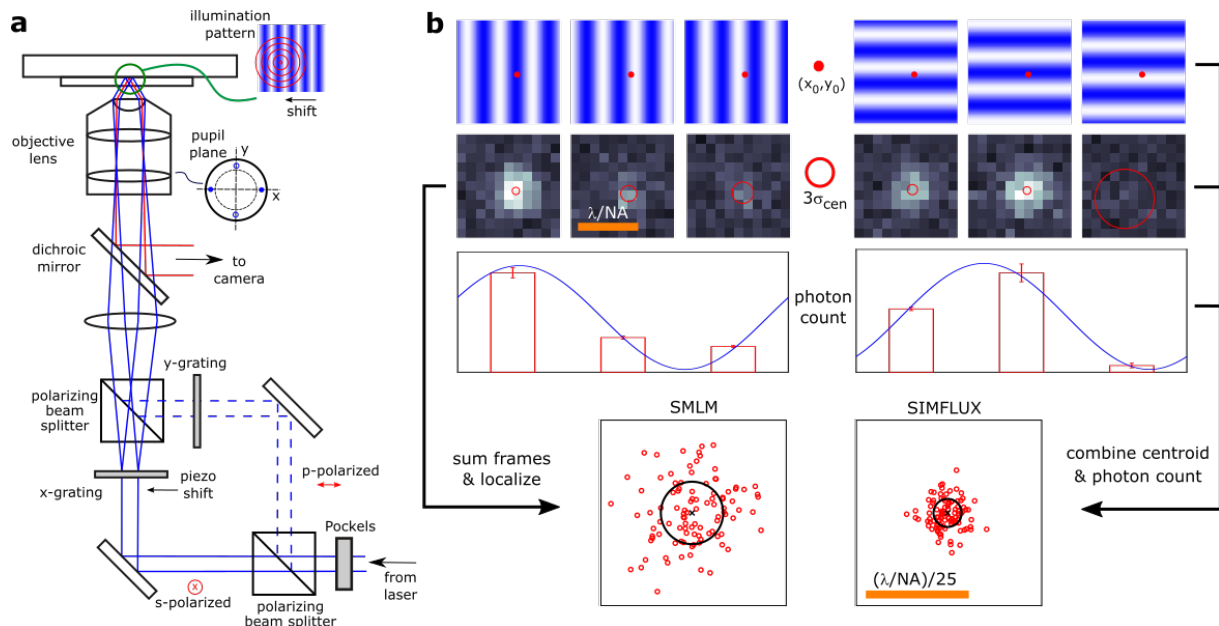 a
illumination
pattern
shift
objective
lens
pupil
plane
y
x
dichroic
mirror
to
camera
y-grating
polarizing
beam
splitter
p-polarized
x-grating
piezo
shift
Pockels
x
s-polarized
polarizing
beam splitter
from
laser
b
(x₀,y₀)
λ/NA
3σcen
photon
count
SMLM
SIMFLUX
sum frames
& localize
combine centroid
& photon count
x
x
(λ/NA)/25